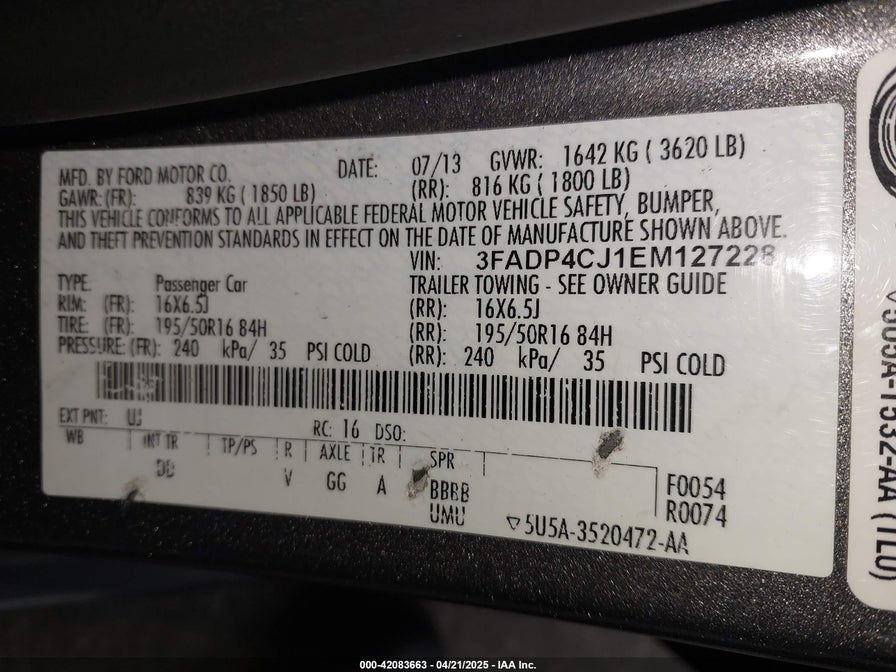 MFD. BY FORD MOTOR CO. DATE: 07/13 GVWR: 1642 KG ( 3620 LB)
GAWR: (FR): 839 KG ( 1850 LB) (RR): 816 KG ( 1800 LB)
THIS VEHICLE CONFORMS TO ALL APPLICABLE FEDERAL MOTOR VEHICLE SAFETY, BUMPER,
AND THEFT PREVENTION STANDARDS IN EFFECT ON THE DATE OF MANUFACTURE SHOWN ABOVE.
VIN: 3FADP4CJ1EM127228
TYPE: Passenger Car TRAILER TOWING - SEE OWNER GUIDE
RIM: (FR): 16X6.5J (RR): 16X6.5J
TIRE: (FR): 195/50R16 84H (RR): 195/50R16 84H
PRESSURE: (FR): 240 kPa/ 35 PSI COLD (RR): 240 kPa/ 35 PSI COLD
EXT PNT: UJ RC: 16 DSO:
WB INT TR TP/PS R AXLE TR SPR
DB V GG A BBBB F0054
UMU R0074
5U5A-3520472-AA
000-42083663 - 04/21/2025 - IAA Inc.